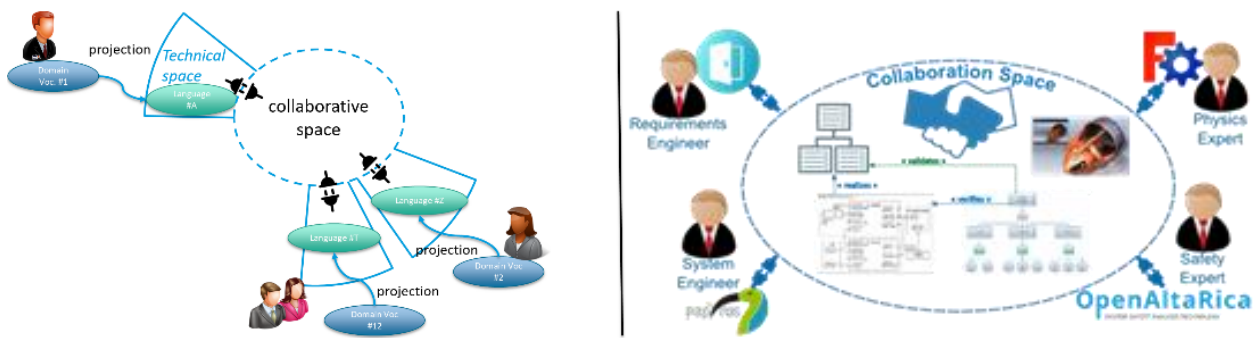 projection
Domain
Voc. #1
Technical
space
Language
#A
collaborative
space
Language #2
Language #1
projection
Domain Voc
#2
projection
Domain Voc
#12
Collaboration Space
Requirements
Engineer
Physics
Expert
« validates »
« realizes »
« verifies »
System
Engineer
Safety
Expert
papyrus
OpenAltaRica